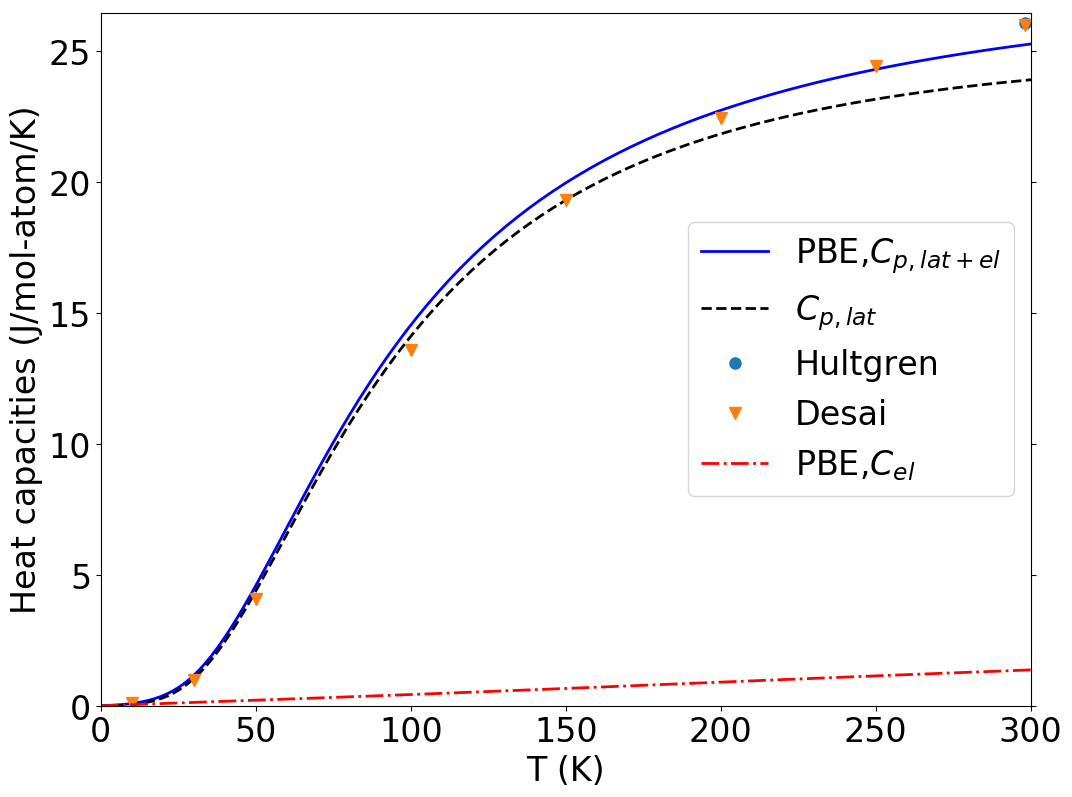 Heat capacities (J/mol-atom/K)
25
20
15
10
5
0
PBE,C_{p, lat+el}
C_{p, lat}
Hultgren
Desai
PBE,C_{el}
0 50 100 150 200 250 300
T (K)